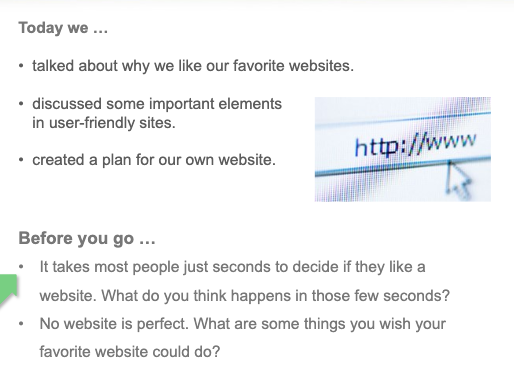 Today we …
• talked about why we like our favorite websites.
• discussed some important elements
in user-friendly sites.
• created a plan for our own website.
http://www
Before you go …
• It takes most people just seconds to decide if they like a
website. What do you think happens in those few seconds?
• No website is perfect. What are some things you wish your
favorite website could do?